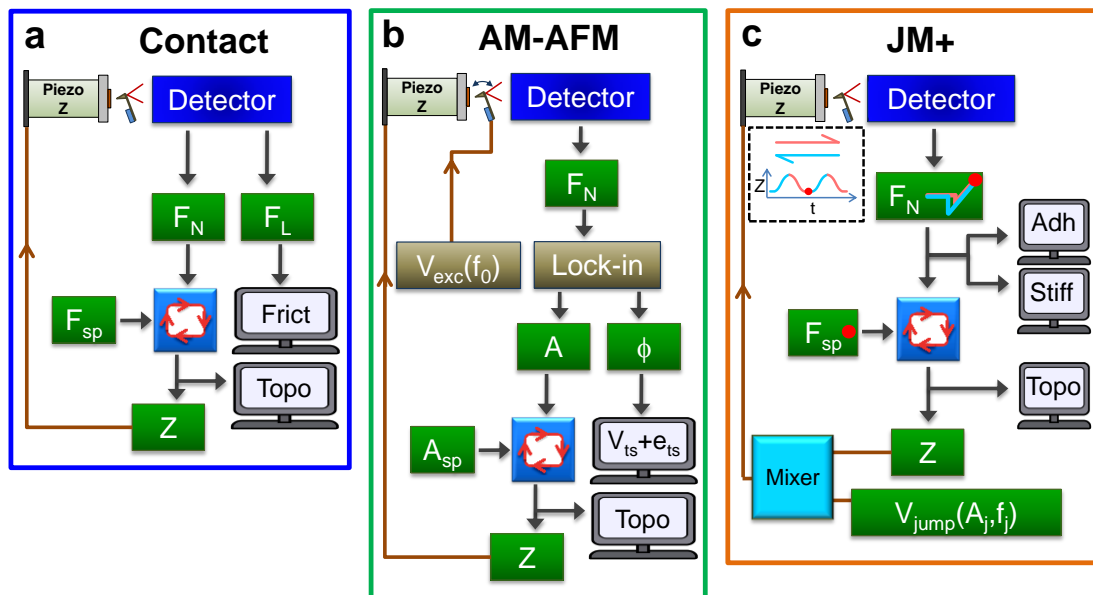 a Contact
Piezo
Z
Detector
F_N
F_L
F_sp
Frict
Topo
Z
b AM-AFM
Piezo
Z
Detector
F_N
V_exc(f_0)
Lock-in
A
ϕ
A_sp
V_ts+e_ts
Topo
Z
c JM+
Piezo
Z
Detector
Z
t
F_N
Adh
Stiff
F_sp
Topo
Z
Mixer
V_jump(A_j,f_j)